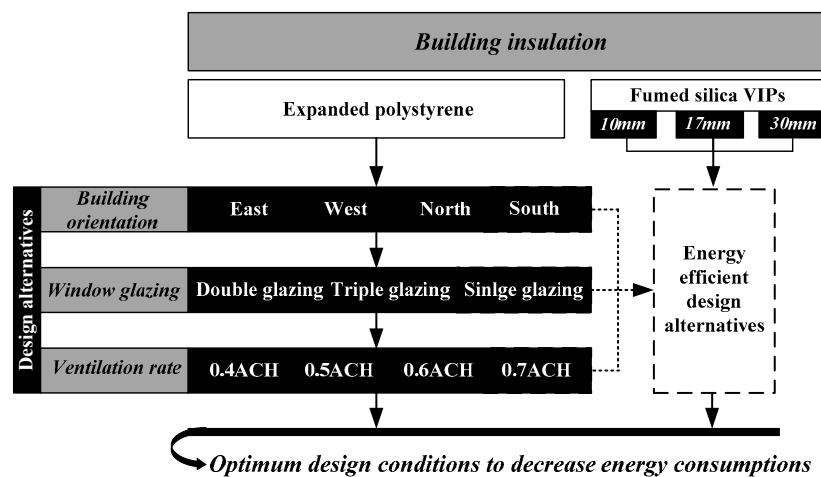 Building insulation
Expanded polystyrene
Fumed silica VIPs
10mm 17mm 30mm
Design alternatives
Building
orientation
East West North South
Window glazing
Double glazing Triple glazing Sinlge glazing
Ventilation rate
0.4ACH 0.5ACH 0.6ACH 0.7ACH
Energy
efficient
design
alternatives
Optimum design conditions to decrease energy consumptions